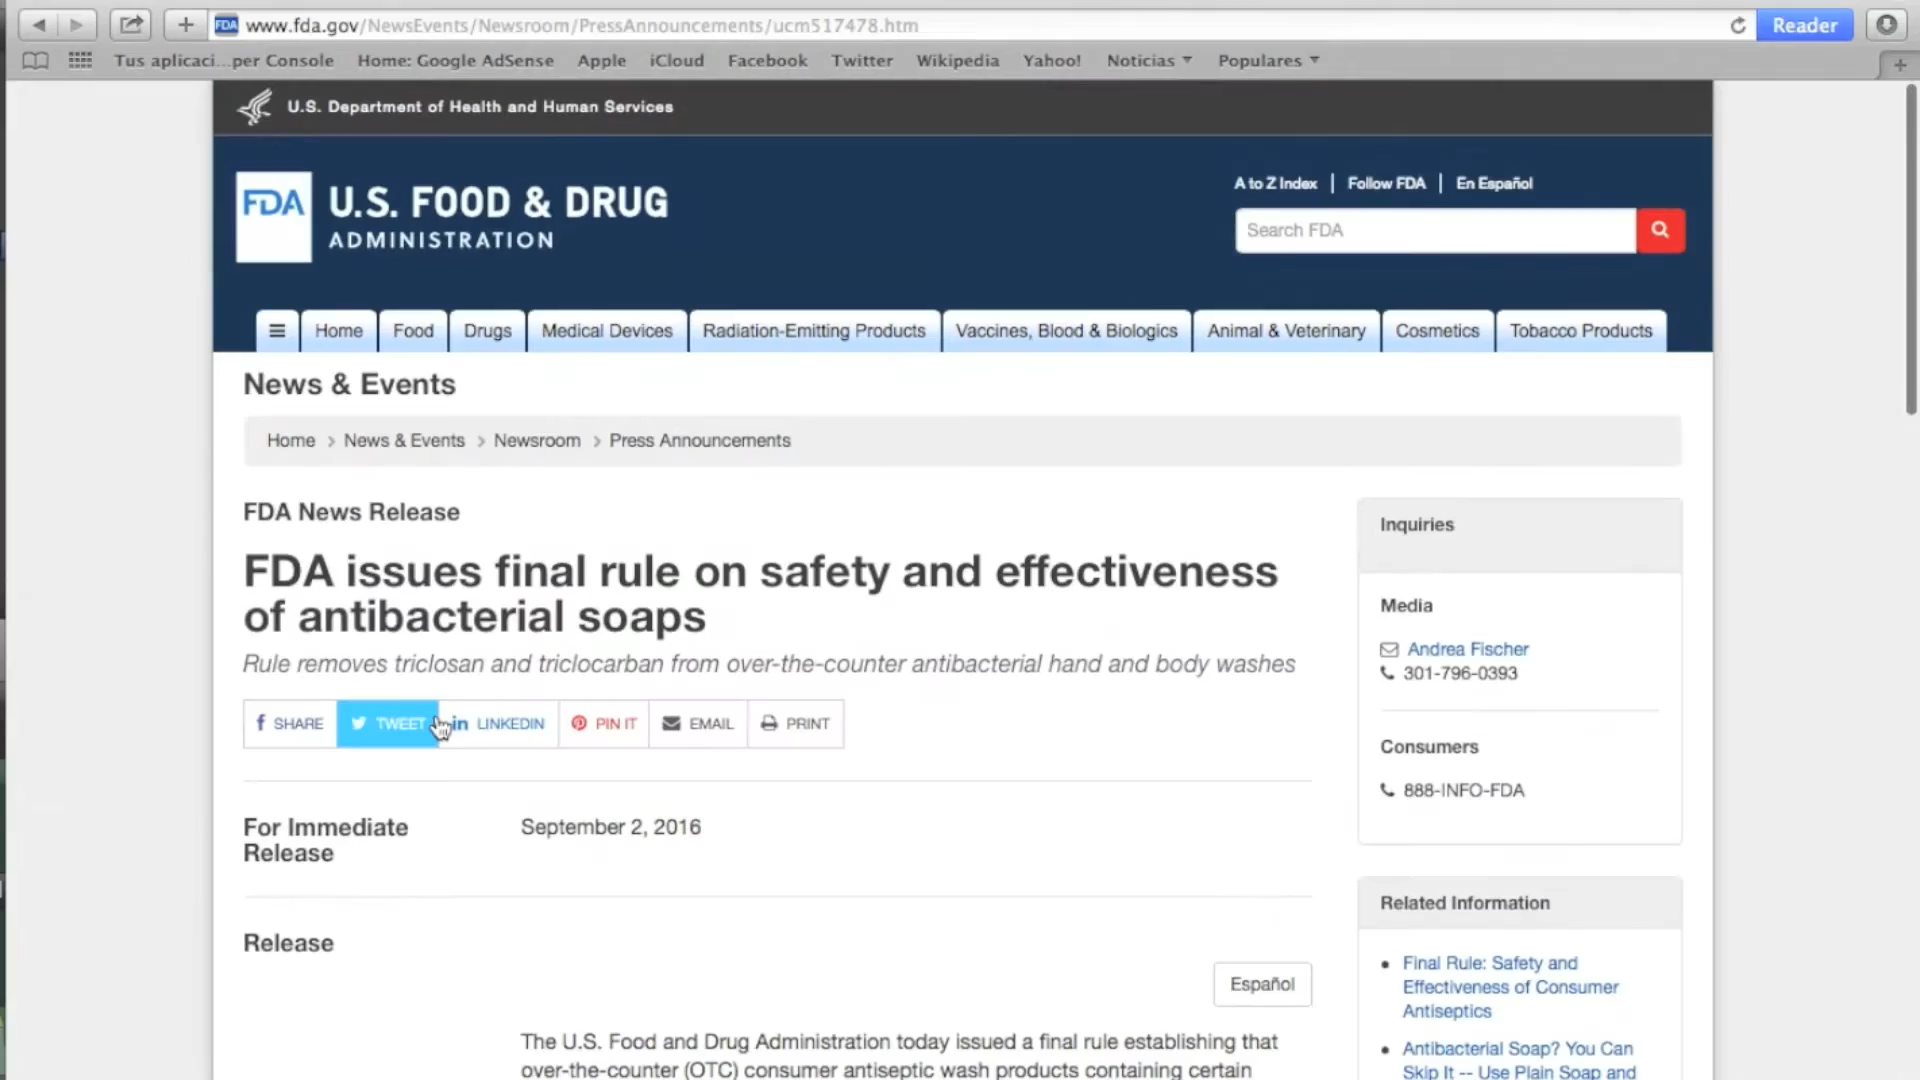 www.fda.gov/NewsEvents/Newsroom/PressAnnouncements/ucm517478.htm
Reader
Tus aplicaci...per Console Home: Google AdSense Apple iCloud Facebook Twitter Wikipedia Yahoo! Noticias Populares
U.S. Department of Health and Human Services
A to Z Index | Follow FDA | En Español
FDA U.S. FOOD & DRUG
ADMINISTRATION
Search FDA
Home Food Drugs Medical Devices Radiation-Emitting Products Vaccines, Blood & Biologics Animal & Veterinary Cosmetics Tobacco Products
News & Events
Home > News & Events > Newsroom > Press Announcements
FDA News Release
FDA issues final rule on safety and effectiveness
of antibacterial soaps
Rule removes triclosan and triclocarban from over-the-counter antibacterial hand and body washes
f SHARE TWEET in LINKEDIN PIN IT EMAIL PRINT
For Immediate
Release
September 2, 2016
Release
Español
The U.S. Food and Drug Administration today issued a final rule establishing that
over-the-counter (OTC) consumer antiseptic wash products containing certain
Inquiries
Media
Andrea Fischer
301-796-0393
Consumers
888-INFO-FDA
Related Information
• Final Rule: Safety and
Effectiveness of Consumer
Antiseptics
• Antibacterial Soap? You Can
Skip It -- Use Plain Soap and